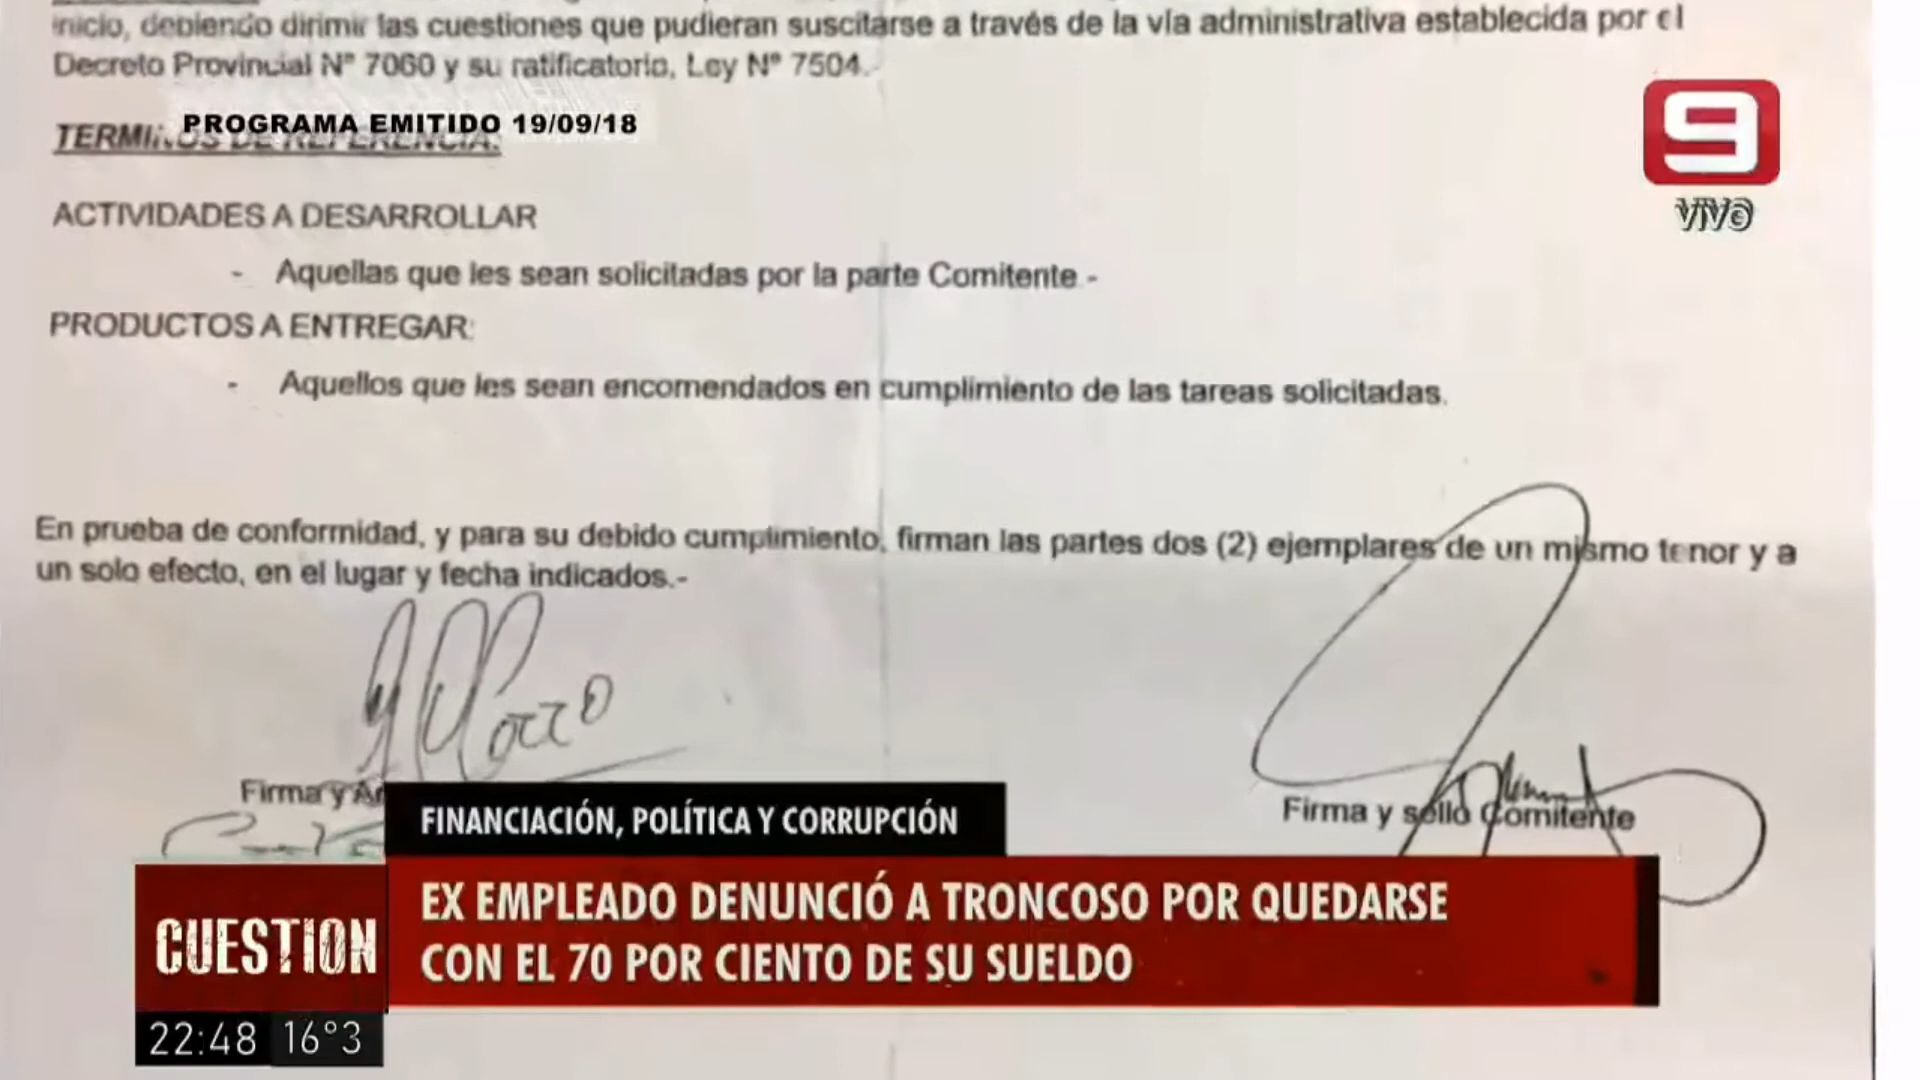 inicio, debiendo dirimir las cuestiones que pudieran suscitarse a través de la vía administrativa establecida por el
Decreto Provincial Nº 7060 y su ratificatorio, Ley Nº 7504.-
PROGRAMA EMITIDO 19/09/18
TERMINOS DE REFERENCIA:
9
VIVO
ACTIVIDADES A DESARROLLAR
- Aquellas que les sean solicitadas por la parte Comitente -
PRODUCTOS A ENTREGAR:
- Aquellos que les sean encomendados en cumplimiento de las tareas solicitadas.
En prueba de conformidad, y para su debido cumplimiento, firman las partes dos (2) ejemplares de un mismo tenor y a
un solo efecto, en el lugar y fecha indicados.-
Firma y
Firma y sello Comitente
FINANCIACIÓN, POLÍTICA Y CORRUPCIÓN
EX EMPLEADO DENUNCIÓ A TRONCOSO POR QUEDARSE
CON EL 70 POR CIENTO DE SU SUELDO
CUESTION
22:48 16°3